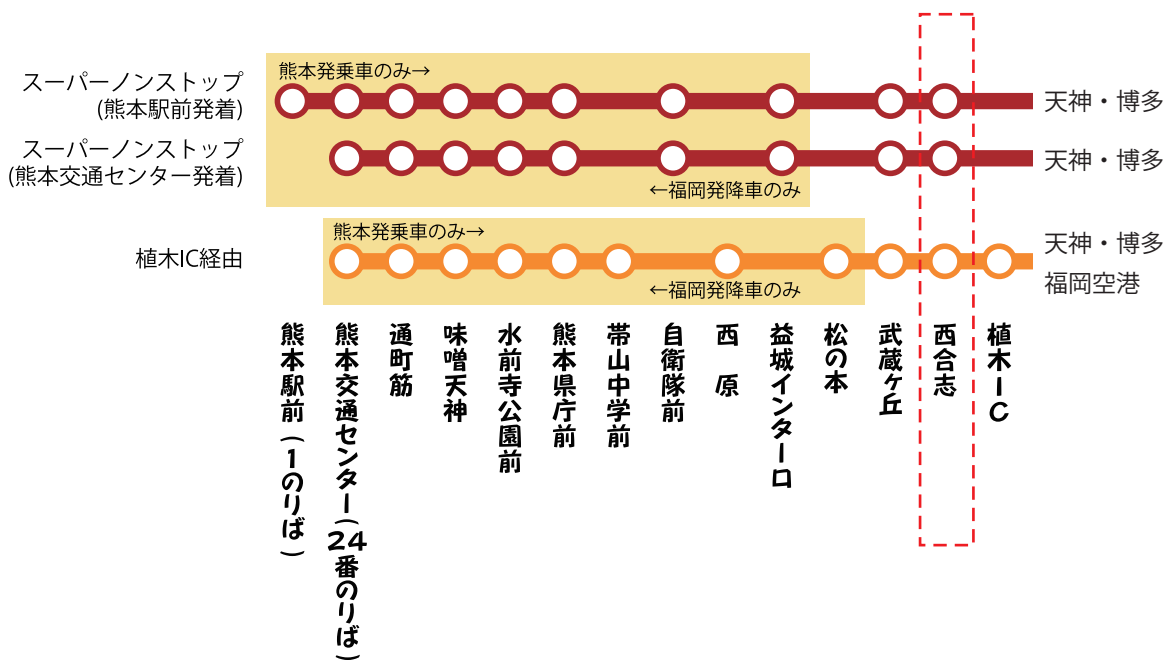 熊本発乗車のみ→
スーパーノンストップ
(熊本駅前発着)
天神・博多
スーパーノンストップ
(熊本交通センター発着)
天神・博多
←福岡発降車のみ
熊本発乗車のみ→
植木IC経由
天神・博多
福岡空港
←福岡発降車のみ
熊本駅前(1のりば)
熊本交通センター(24番のりば)
通町筋
味噌天神
水前寺公園前
熊本県庁前
帯山中学前
自衛隊前
西原
益城インター口
松の本
武蔵ヶ丘
西合志
植木IC